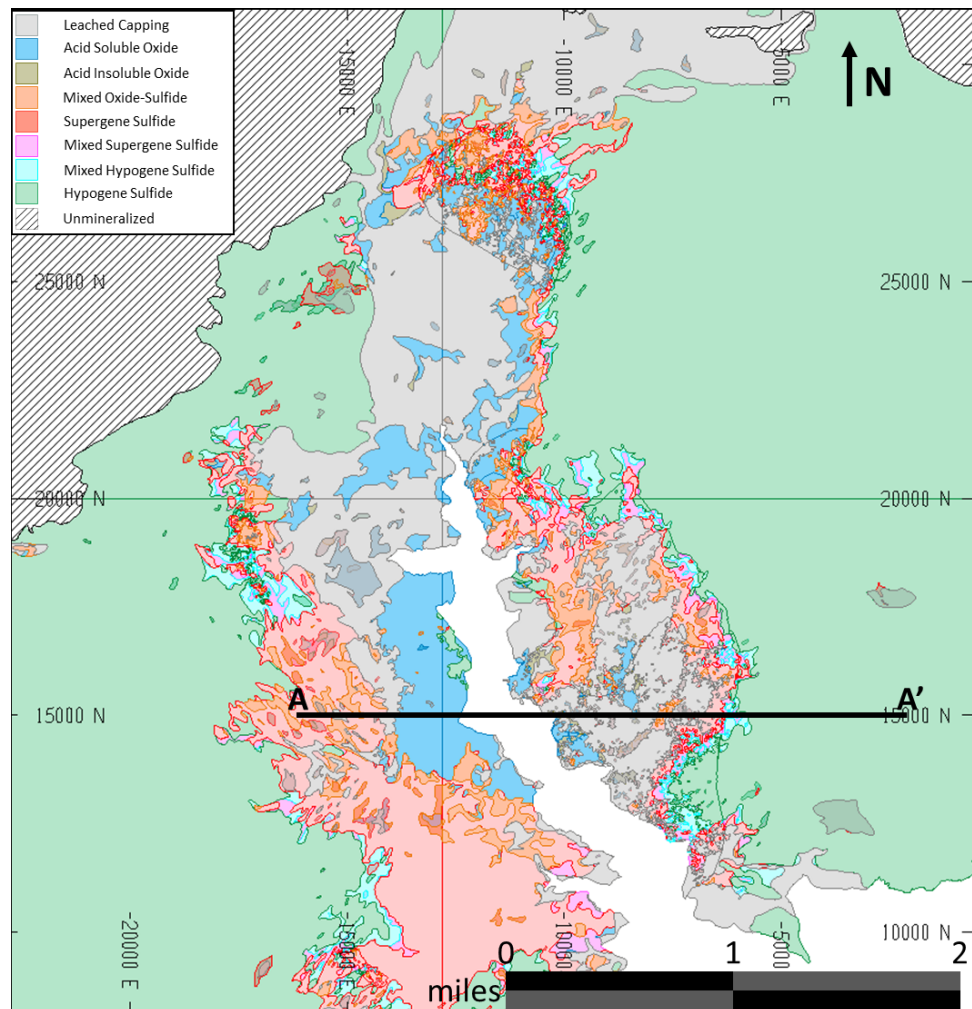 Leached Capping
Acid Soluble Oxide
Acid Insoluble Oxide
Mixed Oxide-Sulfide
Supergene Sulfide
Mixed Supergene Sulfide
Mixed Hypogene Sulfide
Hypogene Sulfide
Unmineralized
-15000 E
-10000 E
-50000 E
N
25000 N
25000 N
20000 N
20000 N
A
A'
15000 N
15000 N
10000 N
-20000 E
-15000 E
-10000 E
-5000 E
0
1
2
miles